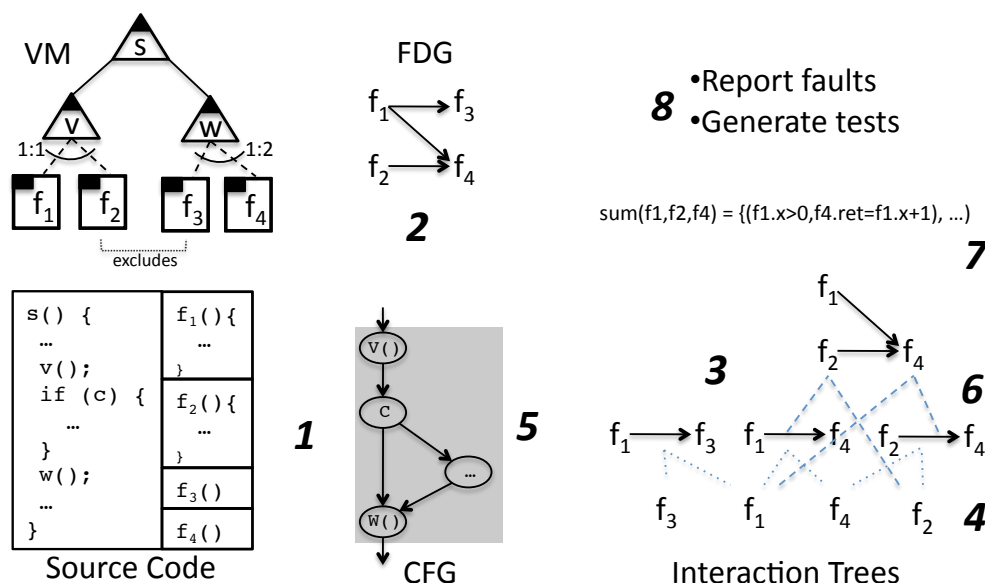 VM
S
V
W
1:1
1:2
f1
f2
f3
f4
excludes
FDG
f1
f3
f2
f4
2
8
•Report faults
•Generate tests
sum(f1,f2,f4) = {(f1.x>0,f4.ret=f1.x+1), …)
7
s() {
…
v();
if (c) {
…
}
w();
…
}
f1(){
…
}
f2(){
…
}
f3()
f4()
Source Code
1
V()
C
…
W()
CFG
5
3
f1
f2
f4
6
f1
f3
f1
f4
f2
f4
f3
f1
f4
f2
4
Interaction Trees